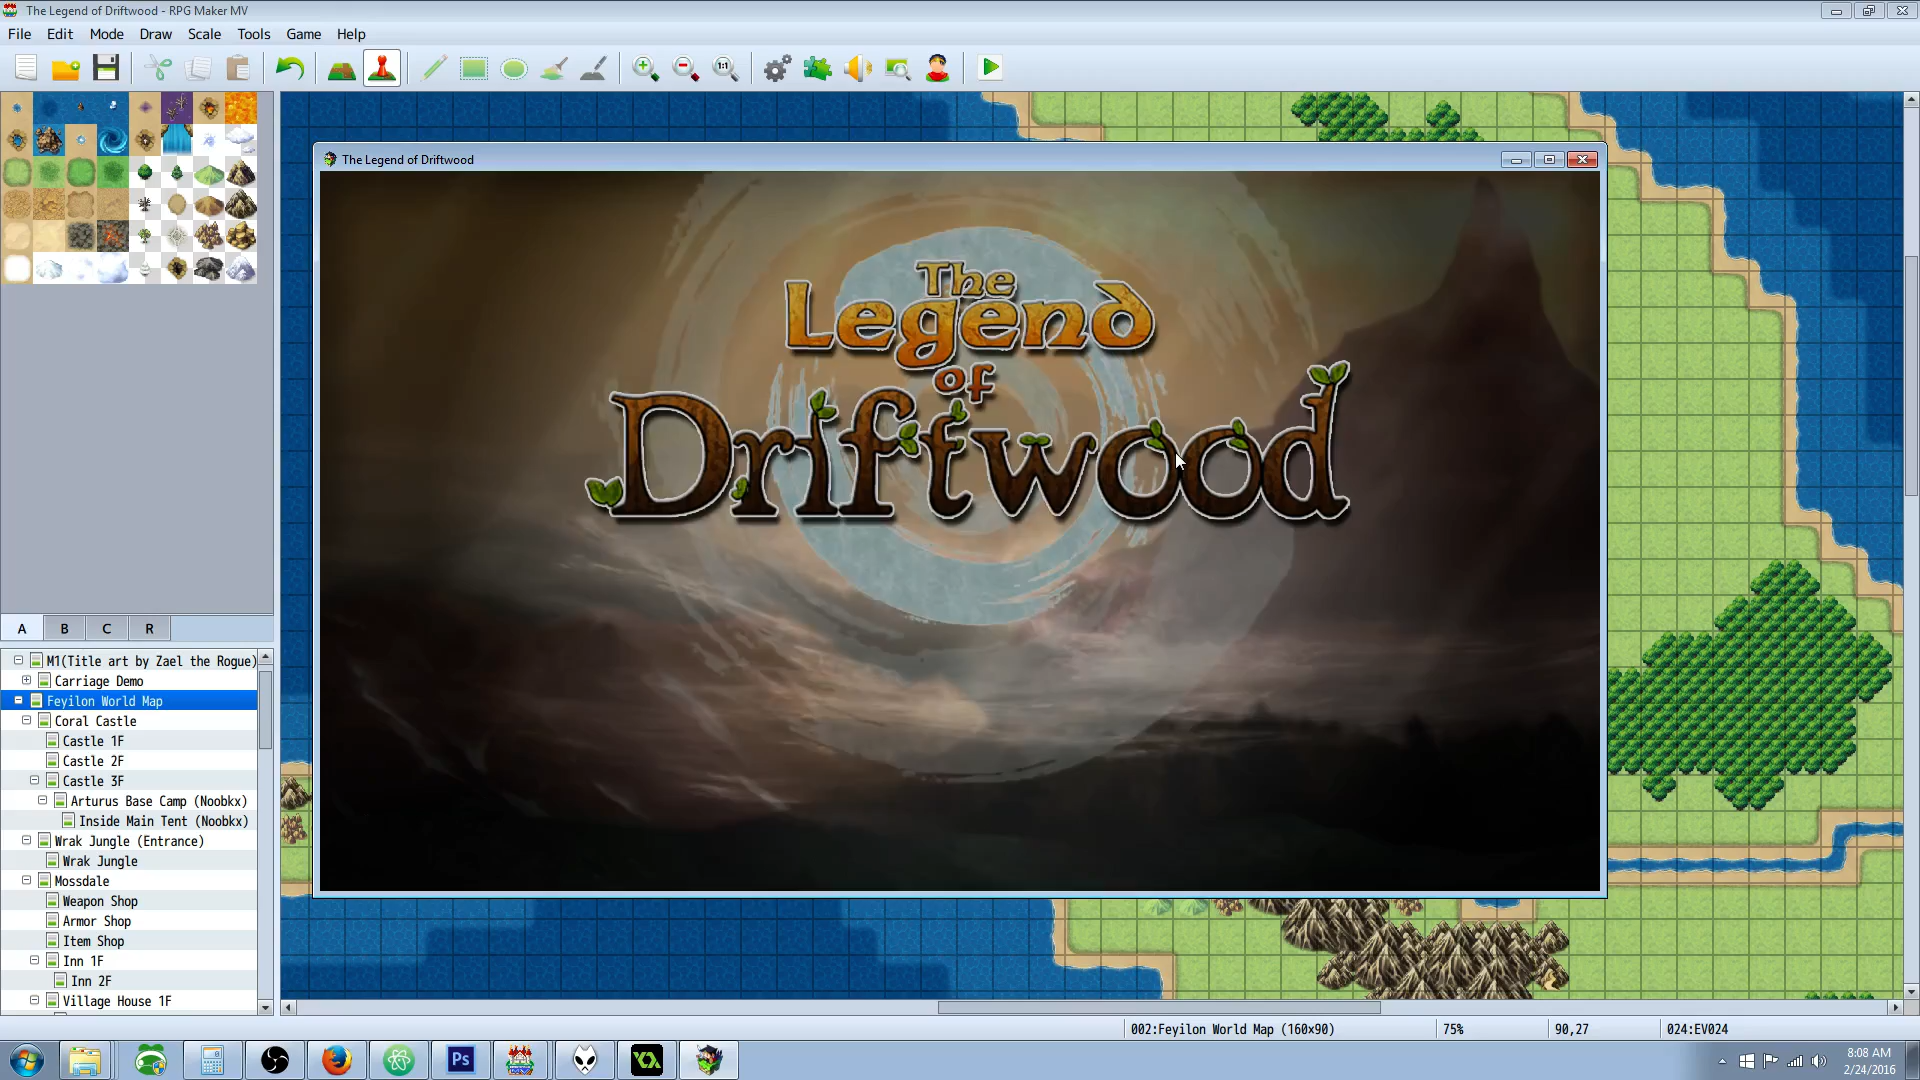 The Legend of Driftwood - RPG Maker MV
File Edit Mode Draw Scale Tools Game Help
1:1
The Legend of Driftwood
The
Legend
of
Driftwood
A B C R
M1(Title art by Zael the Rogue)
Carriage Demo
Feyilon World Map
Coral Castle
Castle 1F
Castle 2F
Castle 3F
Arturus Base Camp (Noobkx)
Inside Main Tent (Noobkx)
Wrak Jungle (Entrance)
Wrak Jungle
Mossdale
Weapon Shop
Armor Shop
Item Shop
Inn 1F
Inn 2F
Village House 1F
002:Feyilon World Map (160×90) 75% 90,27 024:EV024
Ps
8:08 AM
2/24/2016